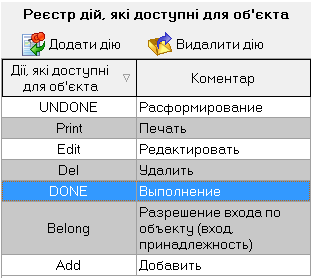 Реєстр дій, які доступні для об'єкта
Додати дію Видалити дію
Дії, які доступні для об'єкта Коментар
UNDONE Расформирование
Print Печать
Edit Редактировать
Del Удалить
DONE Выполнение
Belong Разрешение входа по объекту (вход. принадлежность)
Add Добавить